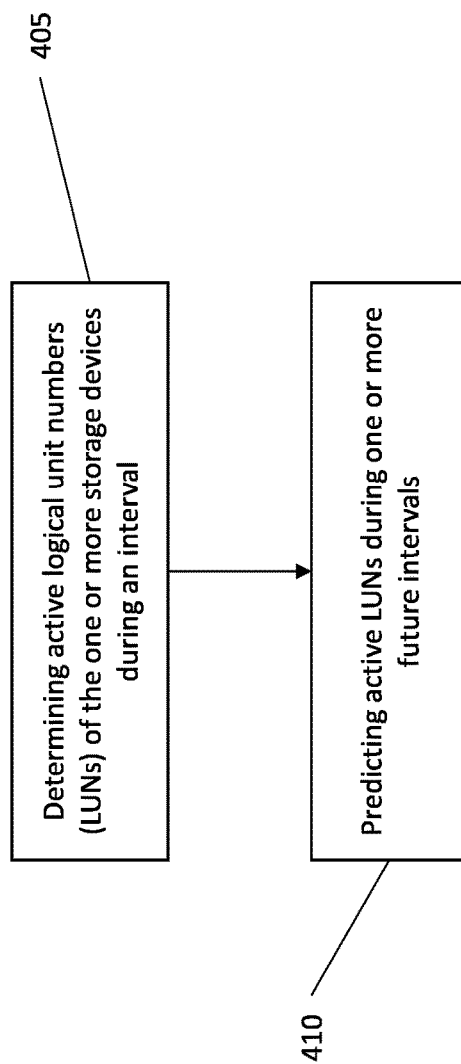 405
Determining active logical unit numbers
(LUNs) of the one or more storage devices
during an interval
Predicting active LUNs during one or more
future intervals
410